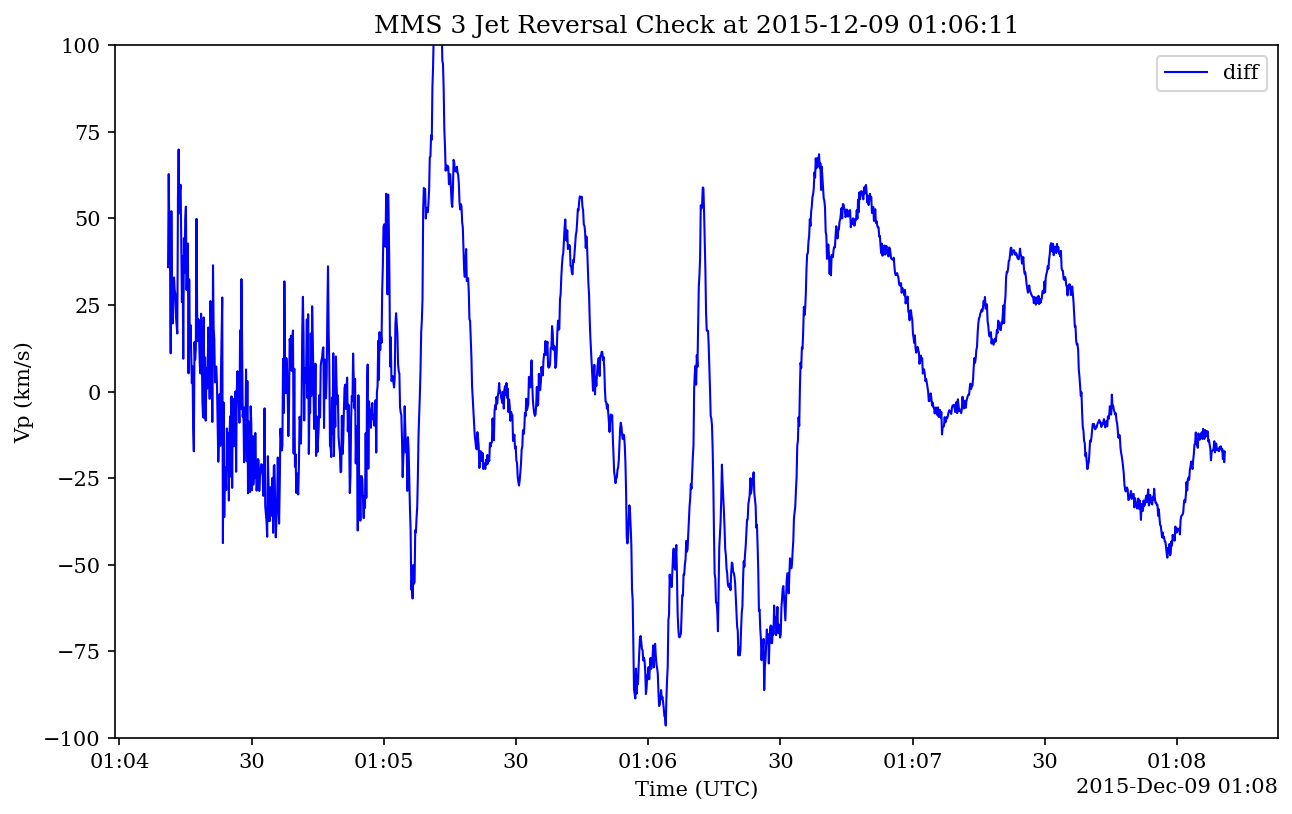 MMS 3 Jet Reversal Check at 2015-12-09 01:06:11
diff
Vp (km/s)
100
75
50
25
0
−25
−50
−75
−100
01:04 30 01:05 30 01:06 30 01:07 30 01:08
Time (UTC)
2015-Dec-09 01:08